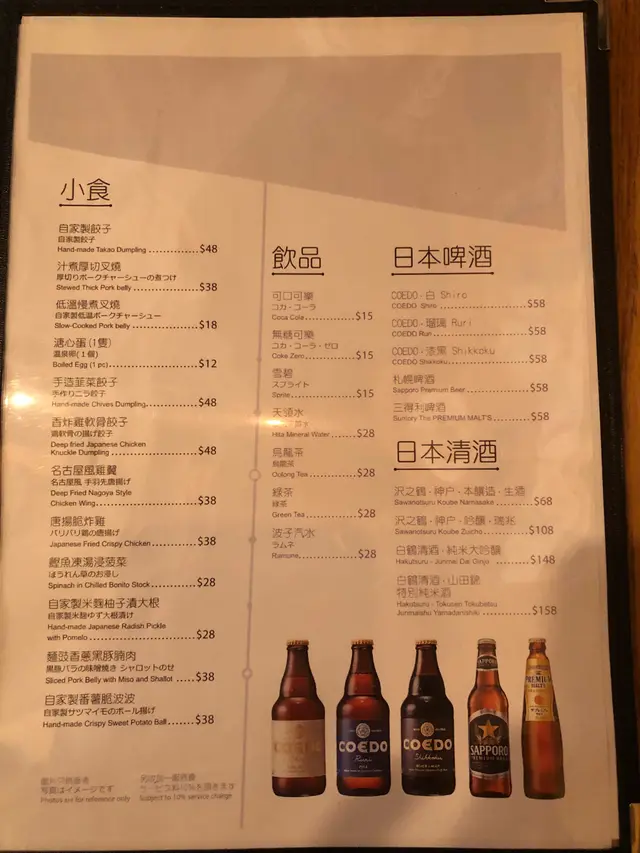 小食
自家製餃子
自家製餃子
Hand-made Takao Dumpling $48
汁煮厚切叉燒
厚切りポークチャーシューの煮つけ
Stewed Thick Pork belly $38
低溫慢煮叉燒
自家製低溫ポークチャーシュー
Slow-Cooked Pork belly $18
溏心蛋(1隻)
温泉卵(1個)
Boiled Egg (1 pc) $12
手造韮菜餃子
手作りニラ餃子
Hand-made Chives Dumpling $48
香炸雞軟骨餃子
鶏軟骨の揚げ餃子
Deep fried Japanese Chicken
Knuckle Dumpling $48
名古屋風雞翼
名古屋風 手羽先唐揚げ
Deep Fried Nagoya Style
Chicken Wing $38
唐揚脆炸雞
パリパリ鶏の唐揚げ
Japanese Fried Crispy Chicken $38
鰹魚凍湯浸菠菜
ほうれん草のお浸し
Spinach in Chilled Bonito Stock $28
自家製米麴柚子漬大根
自家製米麴ゆず大根漬け
Hand-made Japanese Radish Pickle
with Pomelo $28
麵豉香蔥黑豚腩肉
黒豚バラの味噌焼き シャロットのせ
Sliced Pork Belly with Miso and Shallot $38
自家製番薯脆波波
自家製サツマイモのボール揚げ
Hand-made Crispy Sweet Potato Ball $38
圖片只供參考
写真はイメージです
Photos are for reference only
另收加一服務費
Subject to 10% service charge
飲品
可口可樂
コカ・コーラ
Coca Cola $15
無糖可樂
コカ・コーラ・ゼロ
Coke Zero $15
雪碧
スプライト
Sprite $15
天領水
Hita Mineral Water $28
烏龍茶
烏龍茶
Oulong Tea $28
綠茶
緑茶
Green Tea $28
波子汽水
ラムネ
Ramune $28
日本啤酒
COEDO - 白 Shiro
COEDO Shiro $58
COEDO - 瑠璃 Ruri
COEDO Ruri $58
COEDO - 漆黑 Shikkoku
COEDO Shikkoku $58
札幌啤酒
Sapporo Premium Beer $58
三得利啤酒
Suntory The PREMIUM MALT'S $58
日本清酒
沢之鶴・神戶・本釀造・生酒
Sawanotsuru Koube Namasake $68
沢之鶴・神戶・吟釀・瑞兆
Sawanotsuru Koube Zuicho $108
白鶴清酒・純米大吟釀
Hakutsuru - Junmai Dai Ginjo $148
白鶴清酒・山田錦
特別純米酒
Hakutsuru - Tokusen Tokubetsu
Junmaishu Yamadanishiki $158
COEDO
COEDO
Ruri
COEDO
Shikkoku
SAPPORO
SAPPORO
PREMIUM BEER
PREMIUM
MALT'S